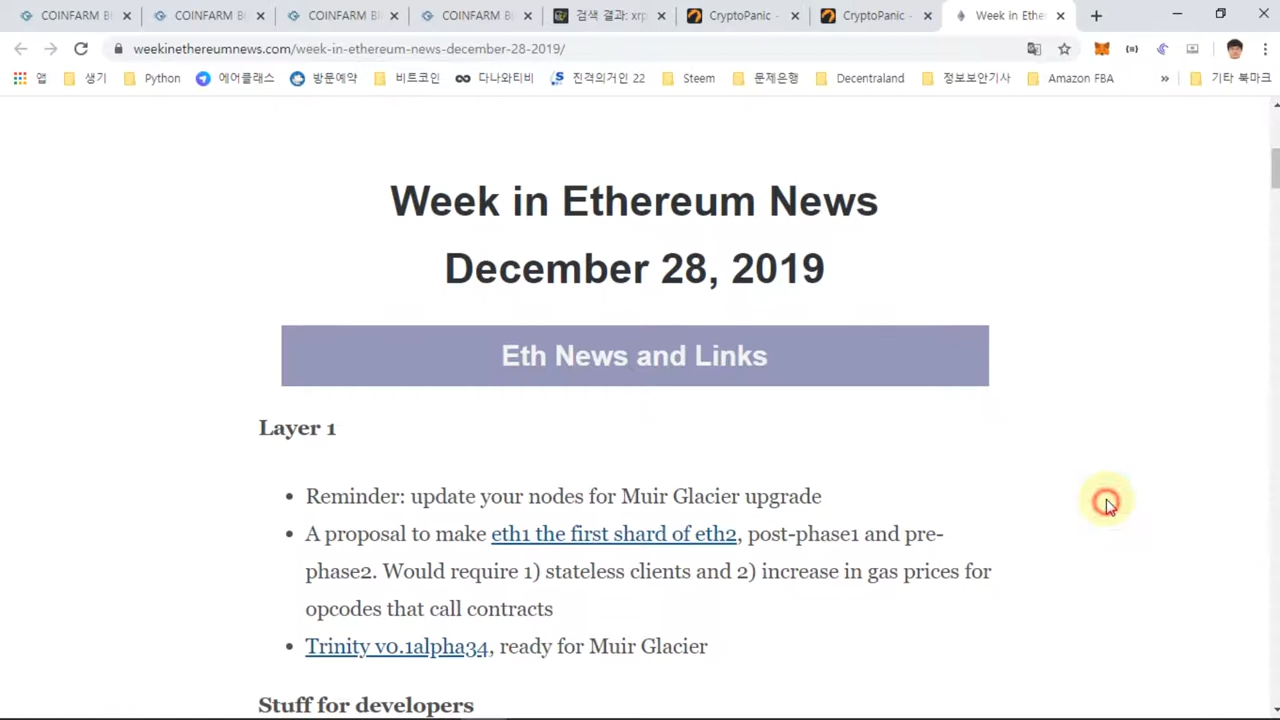 COINFARM B
COINFARM B
COINFARM B
COINFARM B
검색 결과: xrp
CryptoPanic -
CryptoPanic -
Week in Ethe
weekinethereumnews.com/week-in-ethereum-news-december-28-2019/
앱 생기 Python 에어클래스 방문예약 비트코인 다나와티비 진격의거인 22 Steem 문제은행 Decentraland 정보보안기사 Amazon FBA » 기타 북마크
Week in Ethereum News
December 28, 2019
Eth News and Links
Layer 1
• Reminder: update your nodes for Muir Glacier upgrade
• A proposal to make eth1 the first shard of eth2, post-phase1 and pre-
phase2. Would require 1) stateless clients and 2) increase in gas prices for
opcodes that call contracts
• Trinity v0.1alpha34, ready for Muir Glacier
Stuff for developers